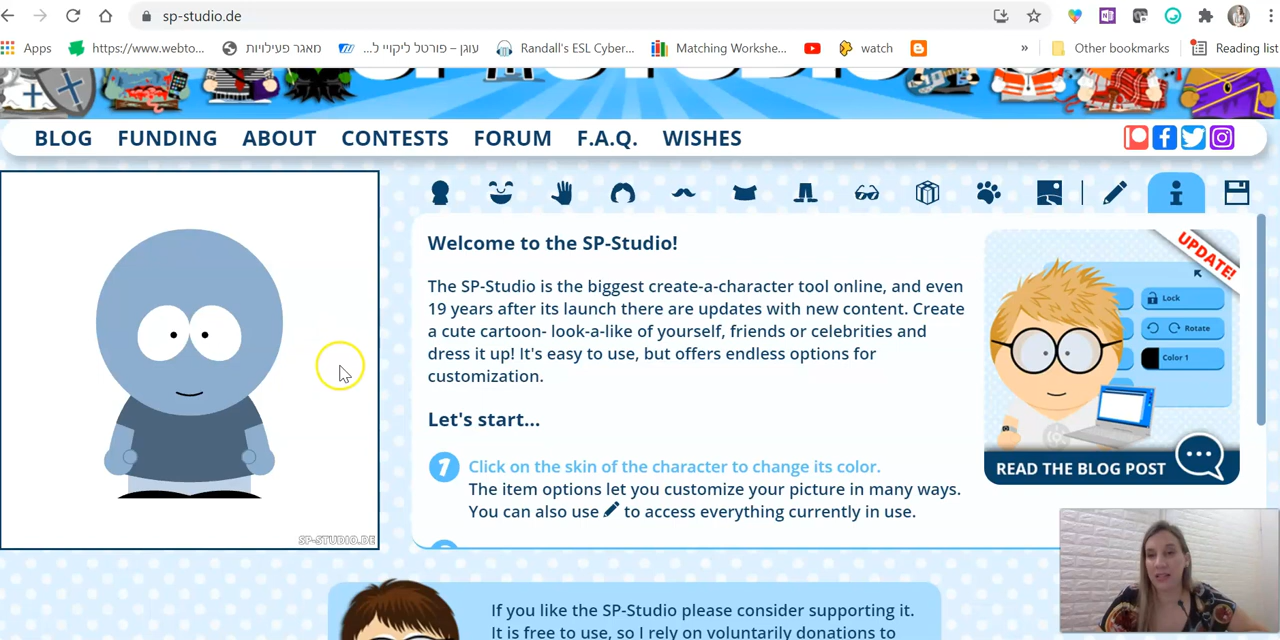 sp-studio.de
Apps
https://www.webto...
מאגר פעילויות
עוגן – פורטל ליקויי ל...
Randall's ESL Cyber...
Matching Workshe...
watch
»
Other bookmarks
Reading list
BLOG FUNDING ABOUT CONTESTS FORUM F.A.Q. WISHES
Welcome to the SP-Studio!
The SP-Studio is the biggest create-a-character tool online, and even
19 years after its launch there are updates with new content. Create
a cute cartoon- look-a-like of yourself, friends or celebrities and
dress it up! It's easy to use, but offers endless options for
customization.
Let's start...
1 Click on the skin of the character to change its color.
The item options let you customize your picture in many ways.
You can also use to access everything currently in use.
UPDATE!
Lock
Rotate
Color 1
READ THE BLOG POST
SP-STUDIO.DE
If you like the SP-Studio please consider supporting it.
It is free to use, so I rely on voluntarily donations to